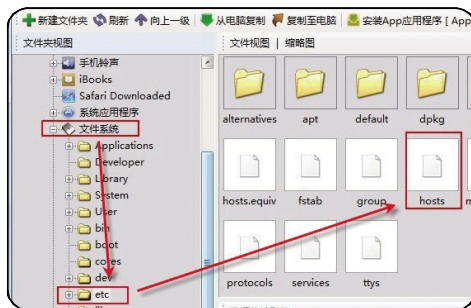 新建文件夹 刷新 向上一级 从电脑复制 复制至电脑 安装App应用程序 [ App
文件夹视图
文件视图 | 缩略图
手机铃声
iBooks
Safari Downloaded
系统应用程序
文件系统
Applications
Developer
Library
System
User
bin
boot
cores
dev
etc
alternatives apt default dpkg
hosts.equiv fstab group hosts
protocols services ttys